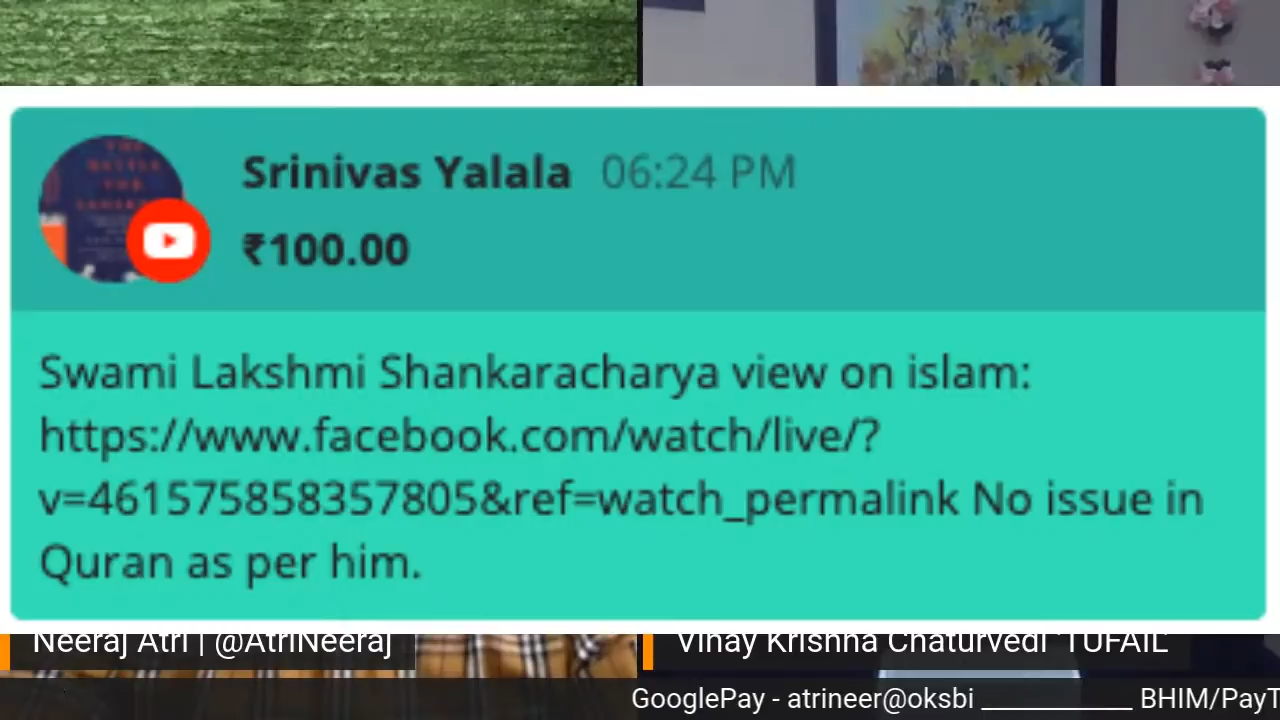 Srinivas Yalala 06:24 PM
₹100.00
Swami Lakshmi Shankaracharya view on islam:
https://www.facebook.com/watch/live/?
v=461575858357805&ref=watch_permalink No issue in
Quran as per him.
Neeraj Atri | @AtriNeeraj
Vinay Krishna Chaturvedi 'TUFAIL'
GooglePay - atrineer@oksbi ___________ BHIM/PayT